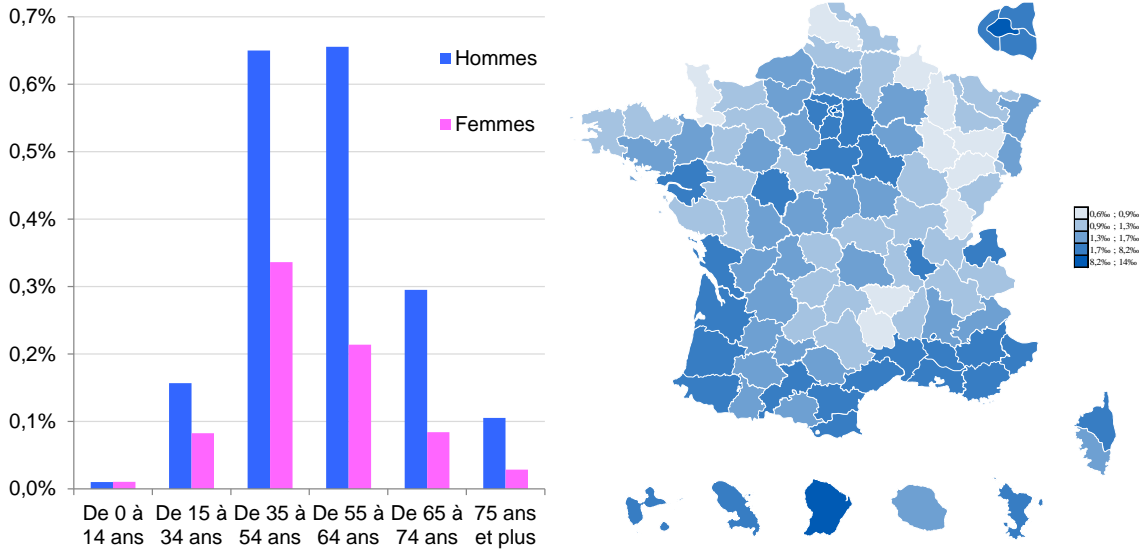 0,7%
0,6%
0,5%
0,4%
0,3%
0,2%
0,1%
0,0%
Hommes
Femmes
De 0 à
14 ans
De 15 à
34 ans
De 35 à
54 ans
De 55 à
64 ans
De 65 à
74 ans
75 ans
et plus
0,6‰ ; 0,9‰
0,9‰ ; 1,3‰
1,3‰ ; 1,7‰
1,7‰ ; 8,2‰
8,2‰ ; 14‰